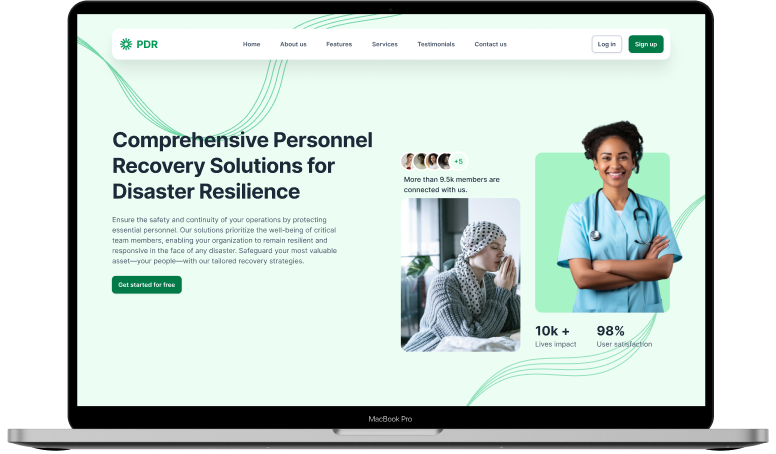 PDR
Home
About us
Features
Services
Testimonials
Contact us
Log in
Sign up
Comprehensive Personnel
Recovery Solutions for
Disaster Resilience
Ensure the safety and continuity of your operations by protecting
essential personnel. Our solutions prioritize the well-being of critical
team members, enabling your organization to remain resilient and
responsive in the face of any disaster. Safeguard your most valuable
asset—your people—with our tailored recovery strategies.
Get started for free
+5
More than 9.5k members are
connected with us.
10k +
Lives impact
98%
User satisfaction
MacBook Pro